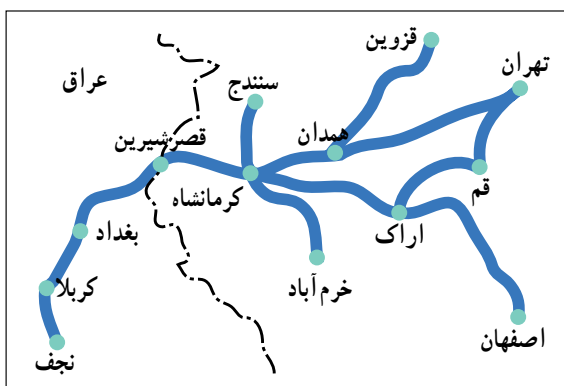 قزوین
تهران
عراق
سنندج
همدان
قصرشیرین
قم
کرمانشاه
اراک
بغداد
خرم‌آباد
کربلا
اصفهان
نجف